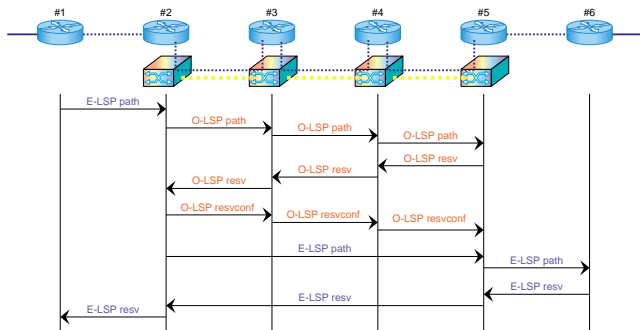 #1 #2 #3 #4 #5 #6
E-LSP path
O-LSP path
O-LSP path
O-LSP path
O-LSP resv
O-LSP resv
O-LSP resv
O-LSP resvconf
O-LSP resvconf
O-LSP resvconf
E-LSP path
E-LSP path
E-LSP resv
E-LSP resv
E-LSP resv